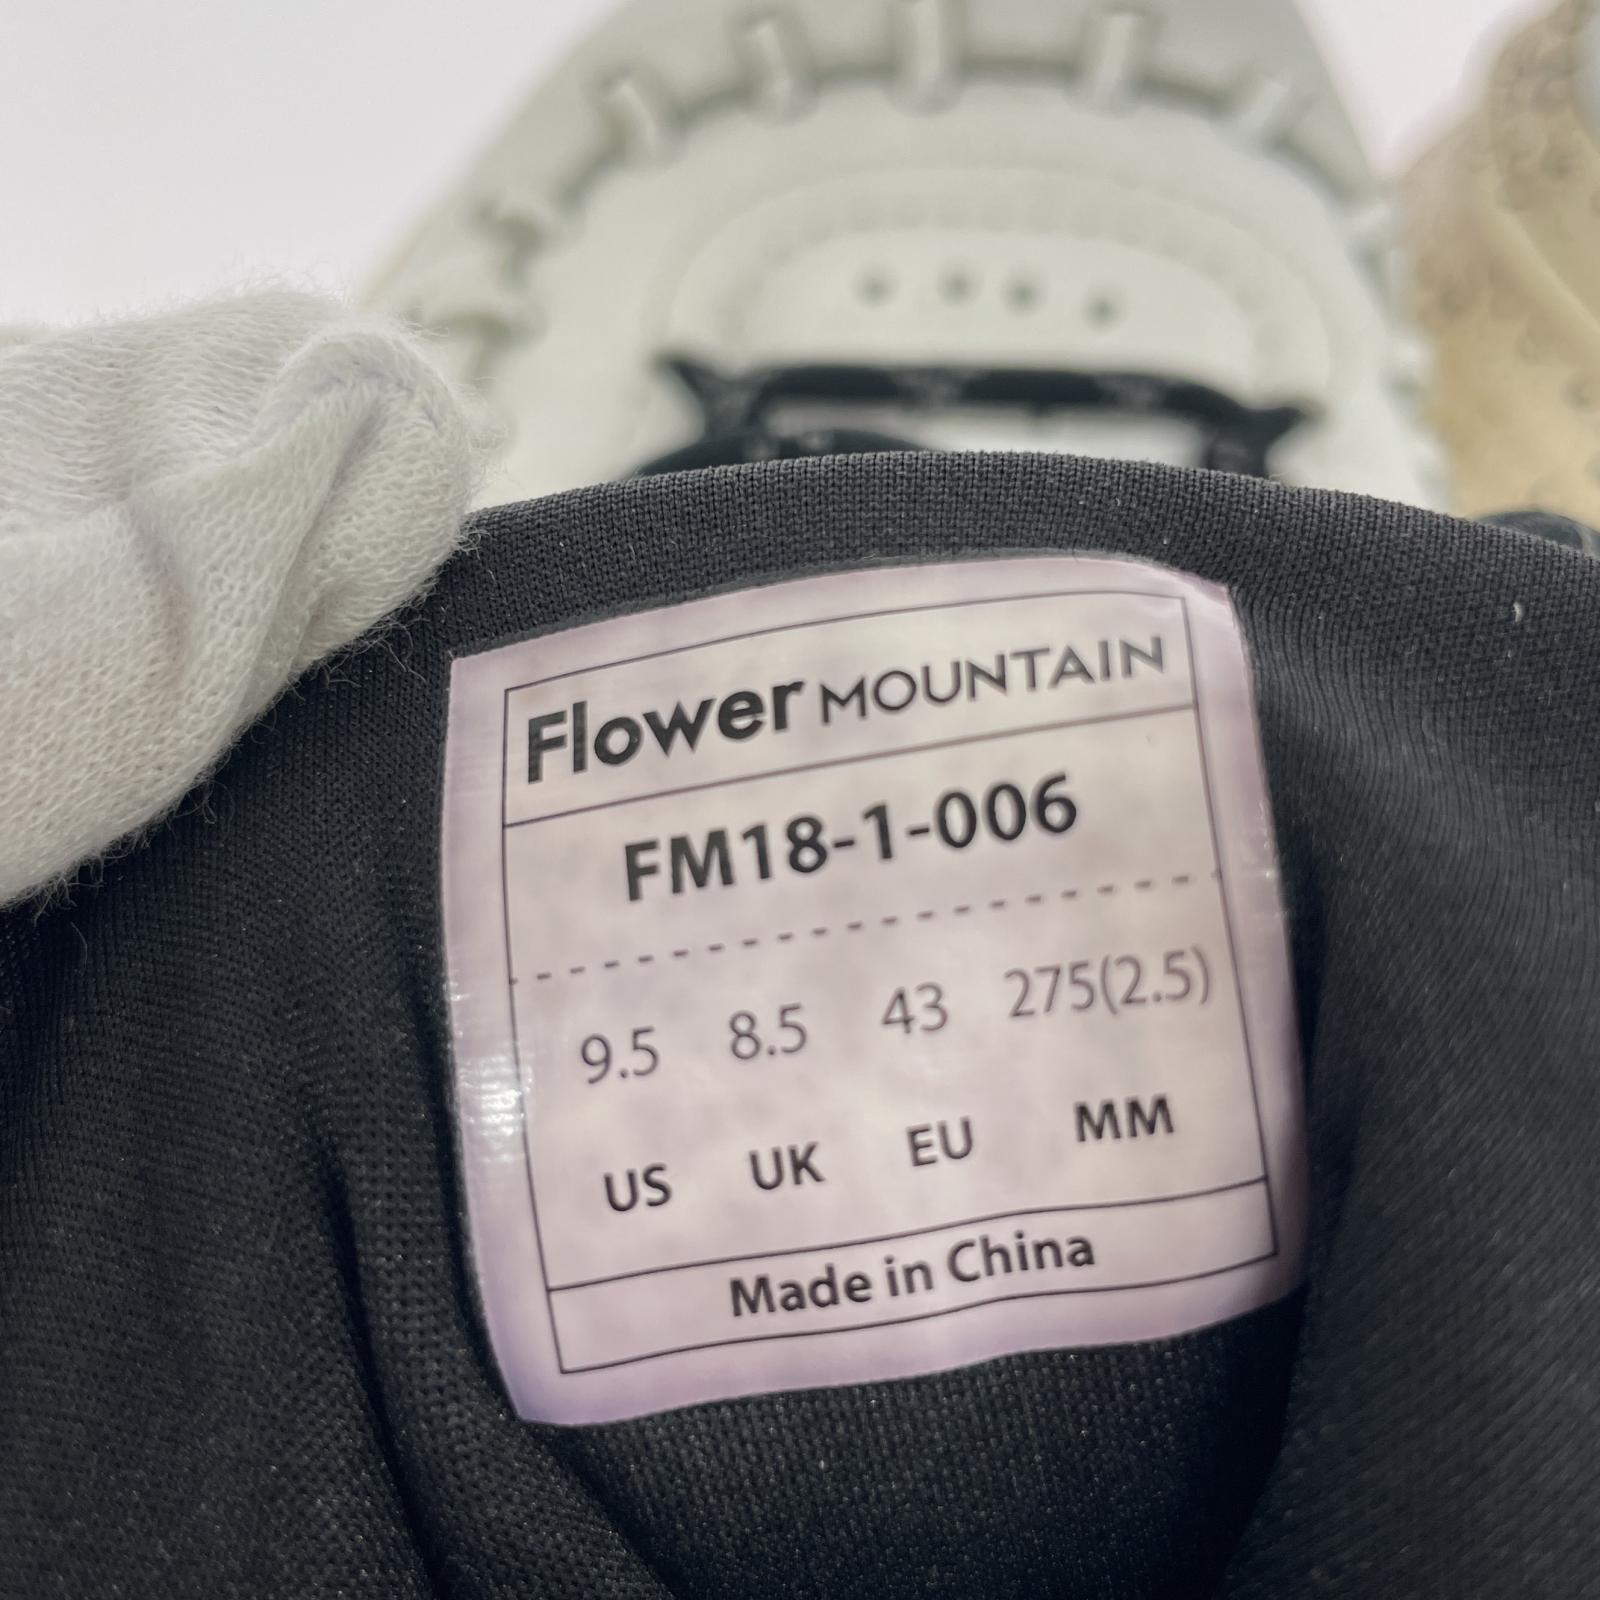 Flower MOUNTAIN
FM18-1-006
9.5 8.5 43 275(2.5)
US UK EU MM
Made in China